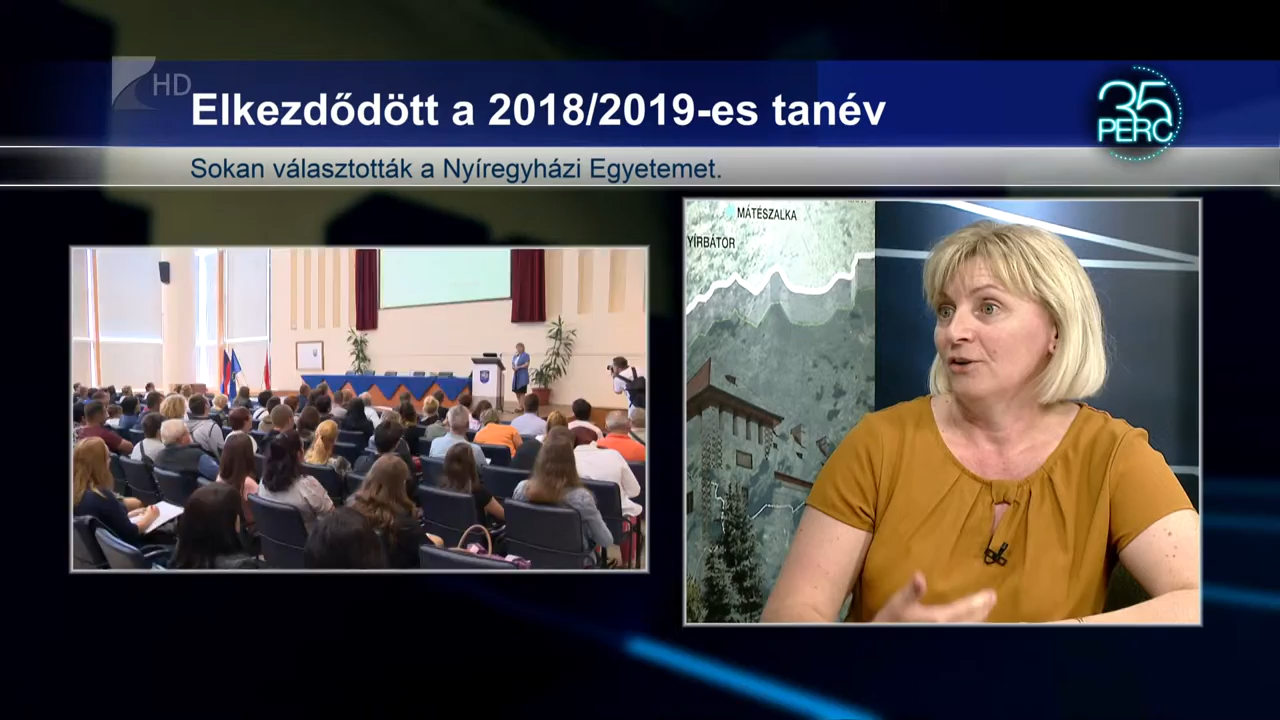 HD
Elkezdődött a 2018/2019-es tanév
35
PERC
Sokan választották a Nyíregyházi Egyetemet.
MÁTÉSZALKA
YÍRBÁTOR